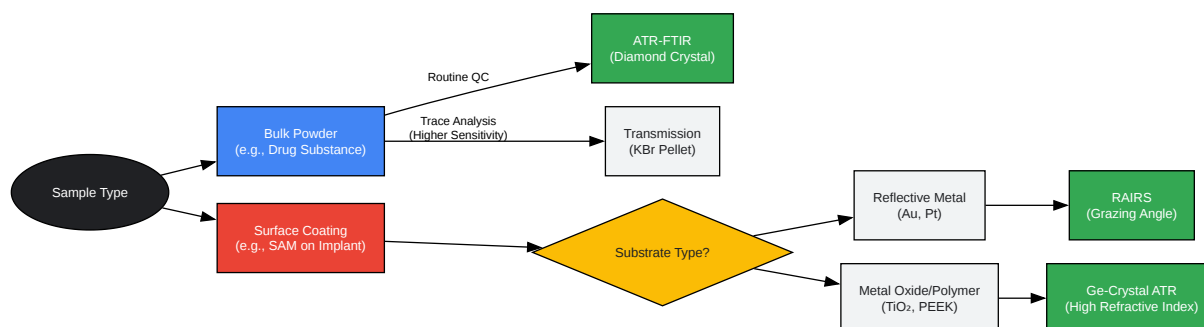 Sample Type
Bulk Powder
(e.g., Drug Substance)
Surface Coating
(e.g., SAM on Implant)
Routine QC
Trace Analysis
(Higher Sensitivity)
ATR-FTIR
(Diamond Crystal)
Transmission
(KBr Pellet)
Substrate Type?
Reflective Metal
(Au, Pt)
Metal Oxide/Polymer
(TiO₂, PEEK)
RAIRS
(Grazing Angle)
Ge-Crystal ATR
(High Refractive Index)